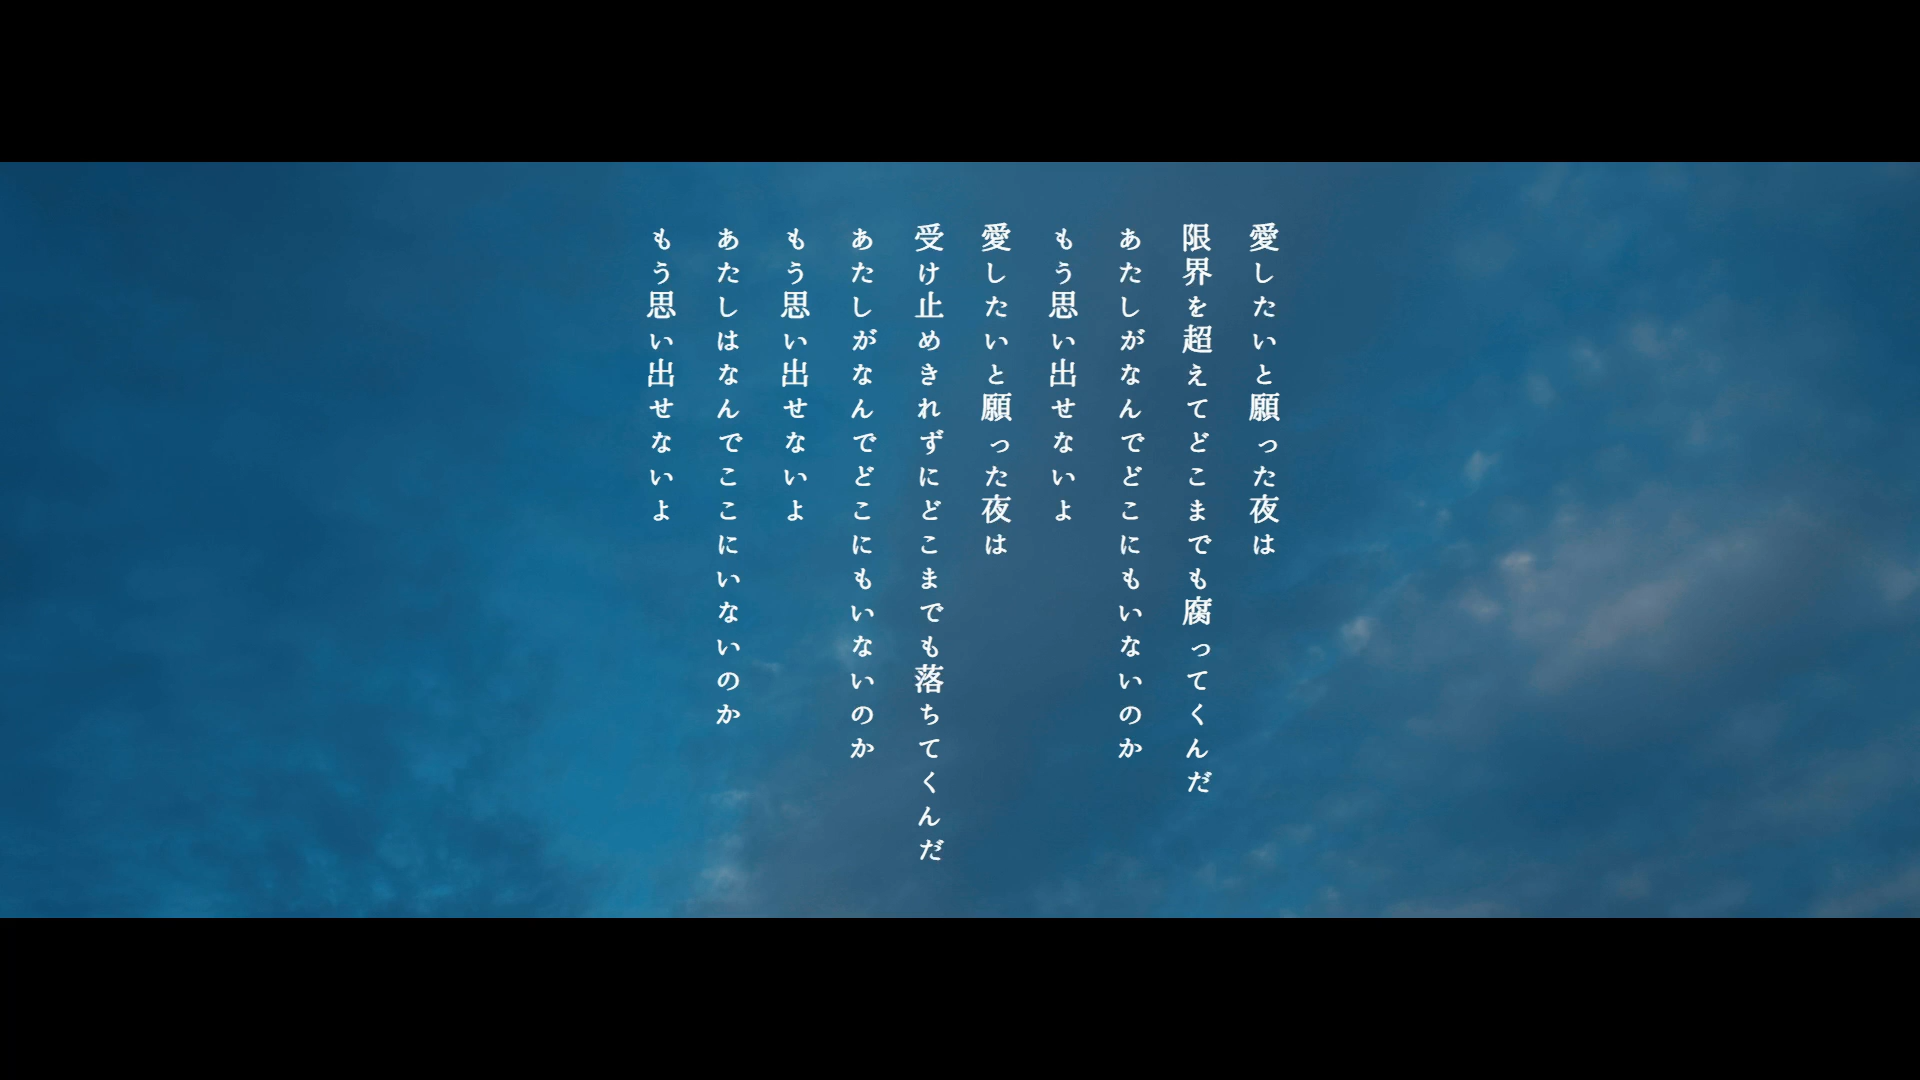 愛したいと願った夜は
限界を超えてどこまでも腐ってくんだ
あたしがなんでどこにもいないのか
もう思い出せないよ
愛したいと願った夜は
受け止めきれずにどこまでも落ちてくんだ
あたしがなんでどこにもいないのか
もう思い出せないよ
あたしはなんでここにいないのか
もう思い出せないよ